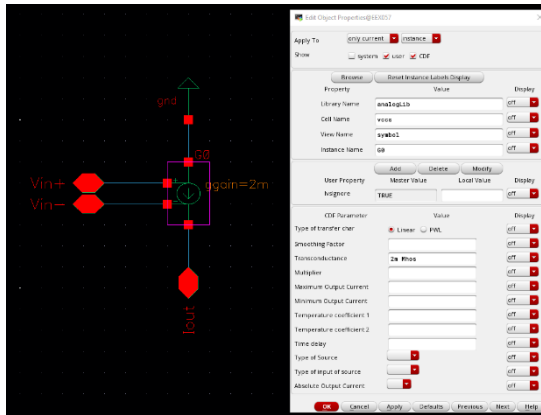 gnd
G0
Vin+
Vin-
ggain=2m
Iout
Edit Object Properties@EEX057
Apply To only current instance
Show system user CDF
Browse Reset Instance Labels Display
Property Value Display
Library Name analogLib off
Cell Name vccs off
View Name symbol off
Instance Name G0 off
Add Delete Modify
User Property Master Value Local Value Display
TRUE off
CDF Parameter Value Display
Type of transfer char Linear PWL off
Smoothing Factor off
Transconductance 2m Mhos off
Multiplier off
Maximum Output Current off
Minimum Output Current off
Temperature coefficient 1 off
Temperature coefficient 2 off
Time delay off
Type of Source off
Type of input of source off
Absolute Output Current off
OK Cancel Apply Defaults Previous Next Help